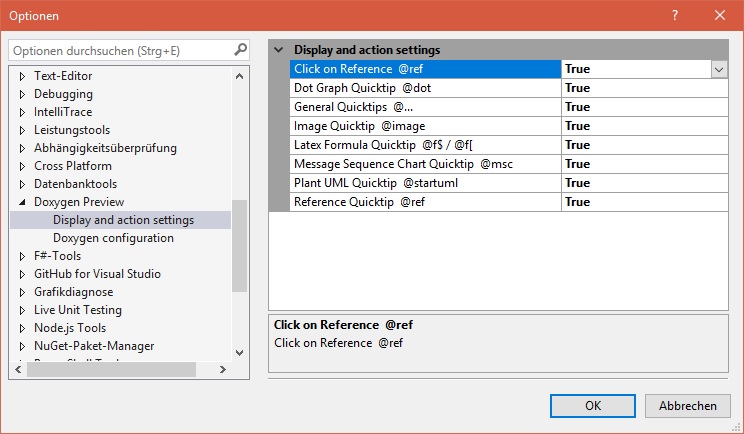 Optionen
Optionen durchsuchen (Strg+E)
Text-Editor
Debugging
IntelliTrace
Leistungstools
Abhängigkeitsüberprüfung
Cross Platform
Datenbanktools
Doxygen Preview
Display and action settings
Doxygen configuration
F#-Tools
GitHub for Visual Studio
Grafikdiagnose
Live Unit Testing
Node.js Tools
NuGet-Paket-Manager
Display and action settings
Click on Reference @ref True
Dot Graph Quicktip @dot True
General Quicktips @... True
Image Quicktip @image True
Latex Formula Quicktip @f$ / @f[ True
Message Sequence Chart Quicktip @msc True
Plant UML Quicktip @startuml True
Reference Quicktip @ref True
Click on Reference @ref
Click on Reference @ref
OK
Abbrechen